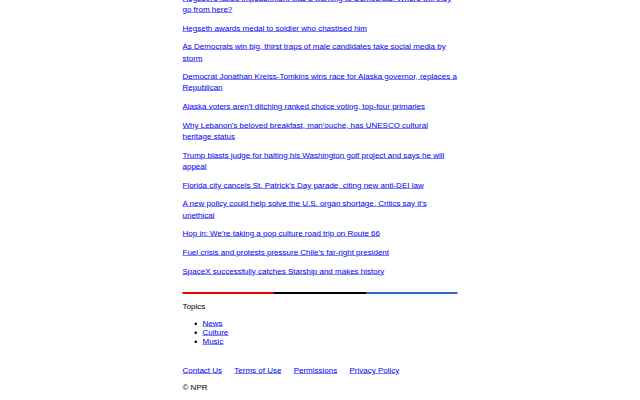 go from here?
Hegseth awards medal to soldier who chastised him
As Democrats win big, thirst traps of male candidates take social media by
storm
Democrat Jonathan Kreiss-Tomkins wins race for Alaska governor, replaces a
Republican
Alaska voters aren't ditching ranked choice voting, top-four primaries
Why Lebanon's beloved breakfast, man'ouche, has UNESCO cultural
heritage status
Trump blasts judge for halting his Washington golf project and says he will
appeal
Florida city cancels St. Patrick's Day parade, citing new anti-DEI law
A new policy could help solve the U.S. organ shortage. Critics say it's
unethical
Hop in: We're taking a pop culture road trip on Route 66
Fuel crisis and protests pressure Chile's far-right president
SpaceX successfully catches Starship and makes history
Topics
News
Culture
Music
Contact Us Terms of Use Permissions Privacy Policy
© NPR